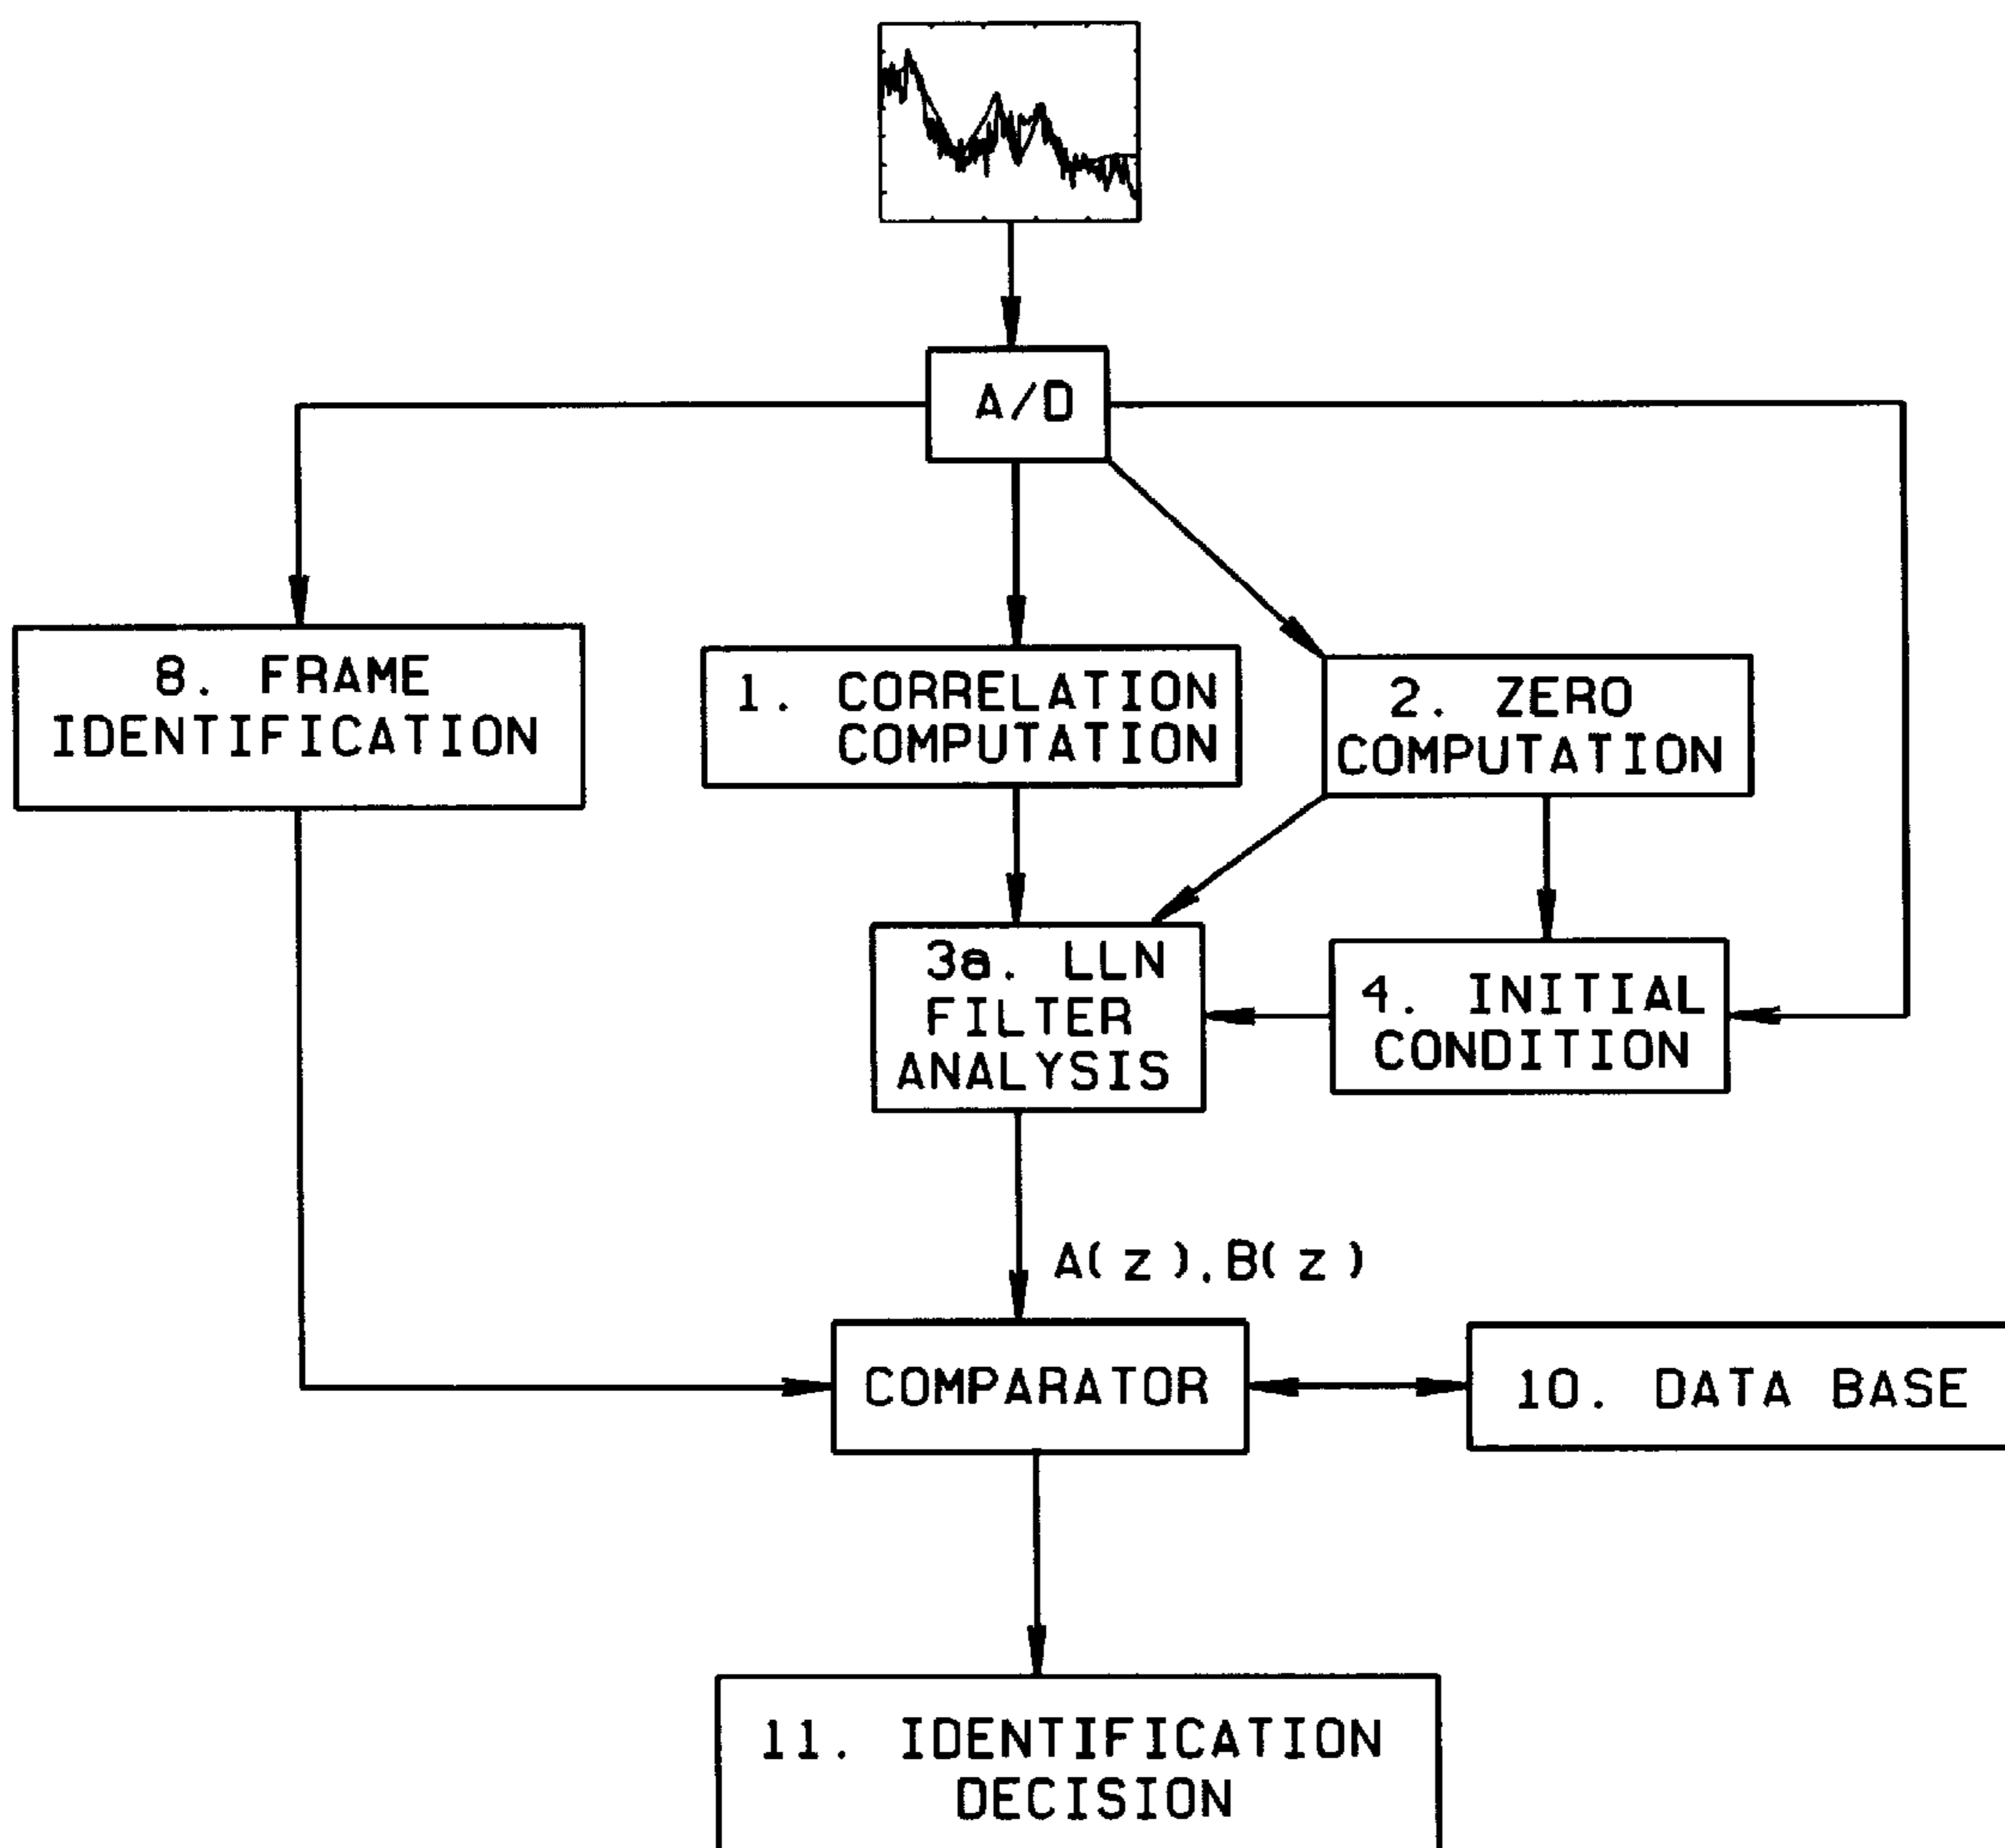 A/D
8. FRAME
IDENTIFICATION
1. CORRELATION
COMPUTATION
2. ZERO
COMPUTATION
3a. LLN
FILTER
ANALYSIS
4. INITIAL
CONDITION
A(z).B(z)
COMPARATOR
10. DATA BASE
11. IDENTIFICATION
DECISION